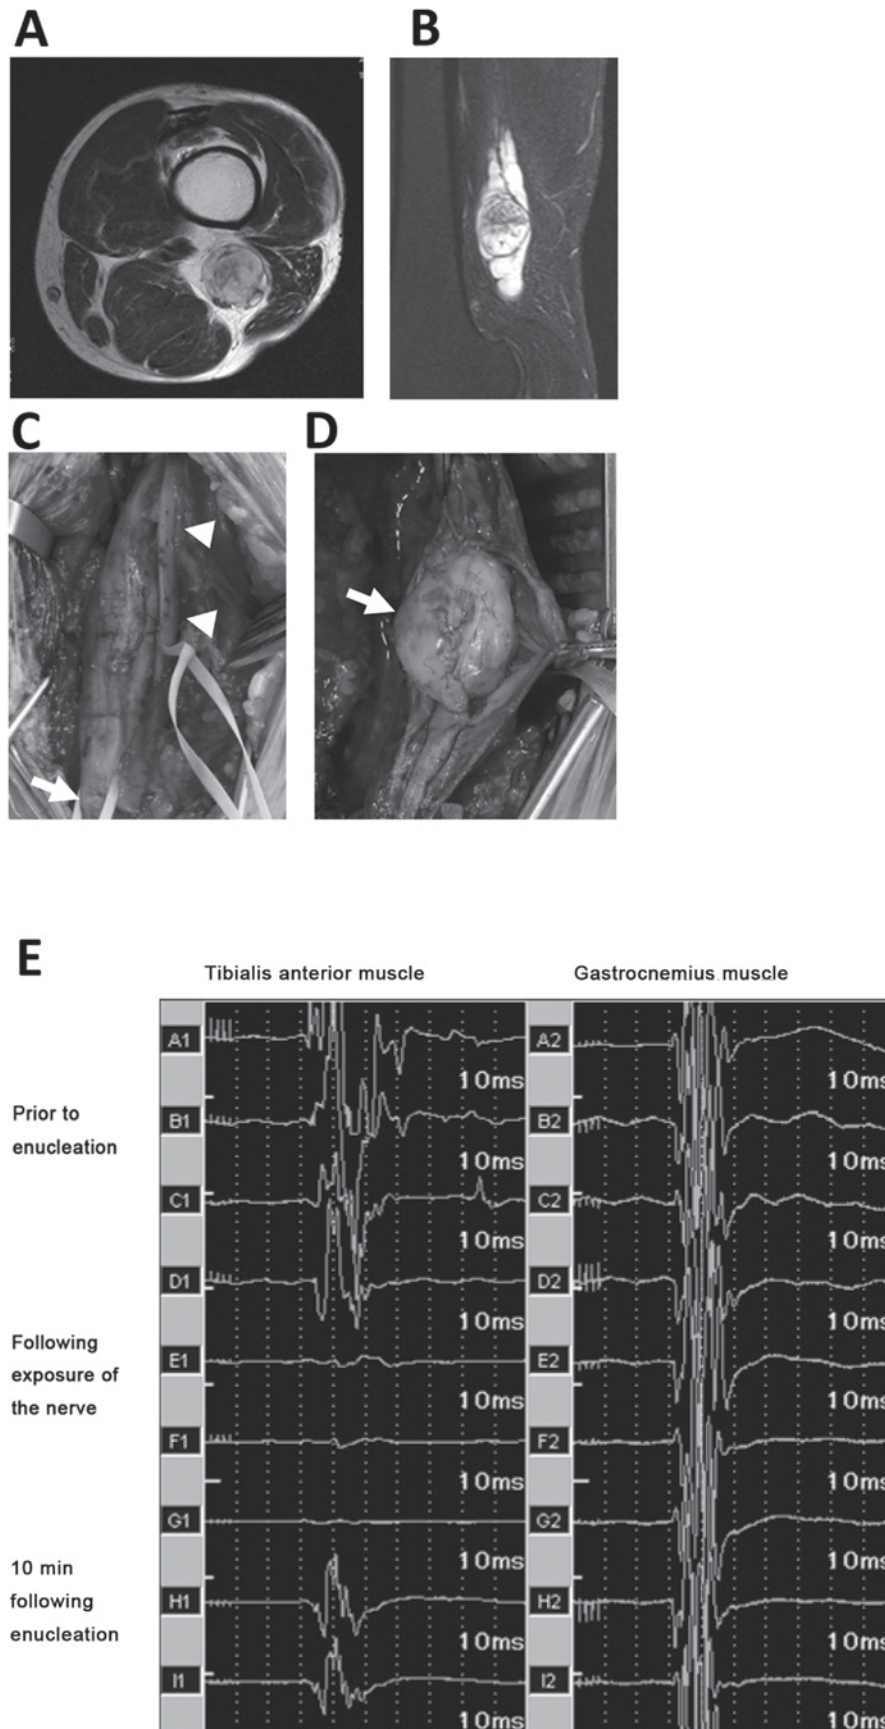 A
B
C
D
E
Tibialis anterior muscle
Gastrocnemius muscle
Prior to
enucleation
Following
exposure of
the nerve
10 min
following
enucleation
A1
10ms
A2
10ms
B1
10ms
B2
10ms
C1
10ms
C2
10ms
D1
10ms
D2
10ms
E1
10ms
E2
10ms
F1
10ms
F2
10ms
G1
10ms
G2
10ms
H1
10ms
H2
10ms
I1
10ms
I2
10ms